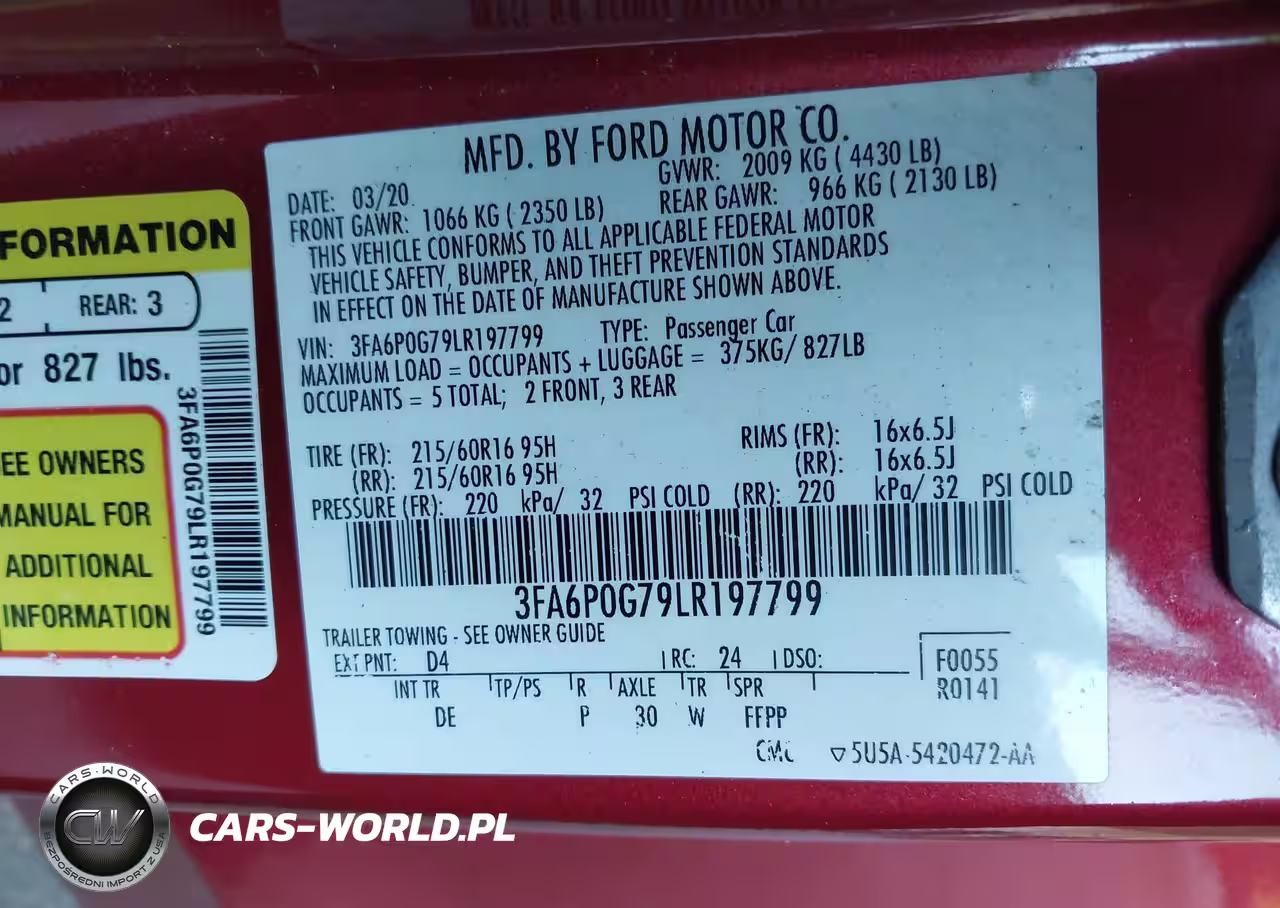 FORMATION
2 REAR: 3
or 827 lbs.
EE OWNERS
MANUAL FOR
ADDITIONAL
INFORMATION
3FA6P0G79LR197799
MFD. BY FORD MOTOR CO.
DATE: 03/20 GVWR: 2009 KG ( 4430 LB)
FRONT GAWR: 1066 KG ( 2350 LB) REAR GAWR: 966 KG ( 2130 LB)
THIS VEHICLE CONFORMS TO ALL APPLICABLE FEDERAL MOTOR
VEHICLE SAFETY, BUMPER, AND THEFT PREVENTION STANDARDS
IN EFFECT ON THE DATE OF MANUFACTURE SHOWN ABOVE.
VIN: 3FA6P0G79LR197799 TYPE: Passenger Car
MAXIMUM LOAD = OCCUPANTS + LUGGAGE = 375KG/ 827LB
OCCUPANTS = 5 TOTAL; 2 FRONT, 3 REAR
TIRE (FR): 215/60R16 95H RIMS (FR): 16x6.5J
(RR): 215/60R16 95H (RR): 16x6.5J
PRESSURE (FR): 220 kPa/ 32 PSI COLD (RR): 220 kPa/ 32 PSI COLD
3FA6P0G79LR197799
TRAILER TOWING - SEE OWNER GUIDE
EXT PNT: D4 RC: 24 DSO: F0055
INT TR TP/PS R AXLE TR SPR R0141
DE P 30 W FFPP
5U5A-5420472-AA
CARS-WORLD
CW
BEZPOŚREDNI IMPORT Z USA
CARS-WORLD.PL